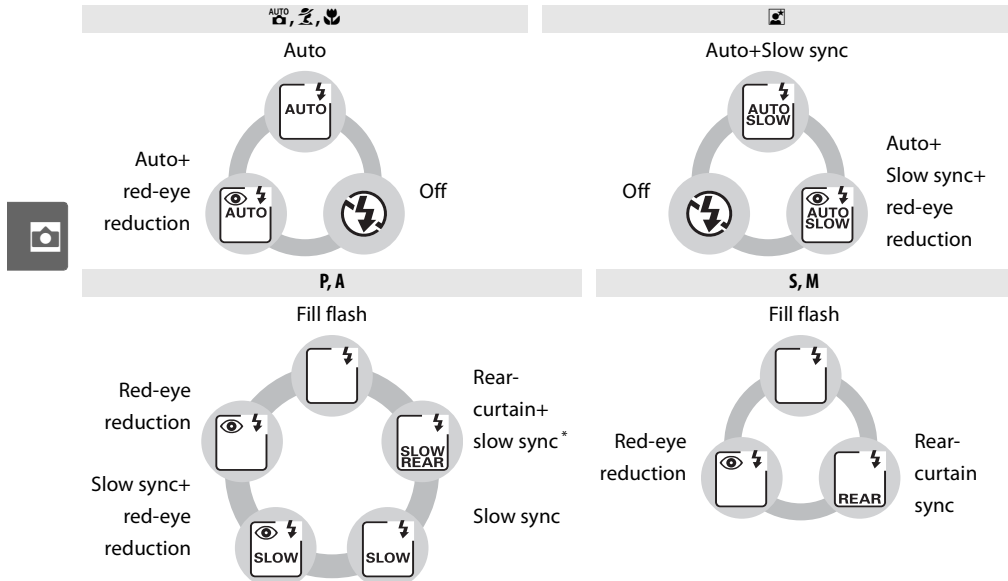 AUTO
Auto
AUTO
Auto+
red-eye
reduction
AUTO
Off
Auto+Slow sync
AUTO
SLOW
Off
Auto+
Slow sync+
red-eye
reduction
AUTO
SLOW
P, A
Fill flash
Red-eye
reduction
Rear-
curtain+
slow sync*
SLOW
REAR
Slow sync+
red-eye
reduction
SLOW
SLOW
Slow sync
S, M
Fill flash
Red-eye
reduction
REAR
Rear-
curtain
sync